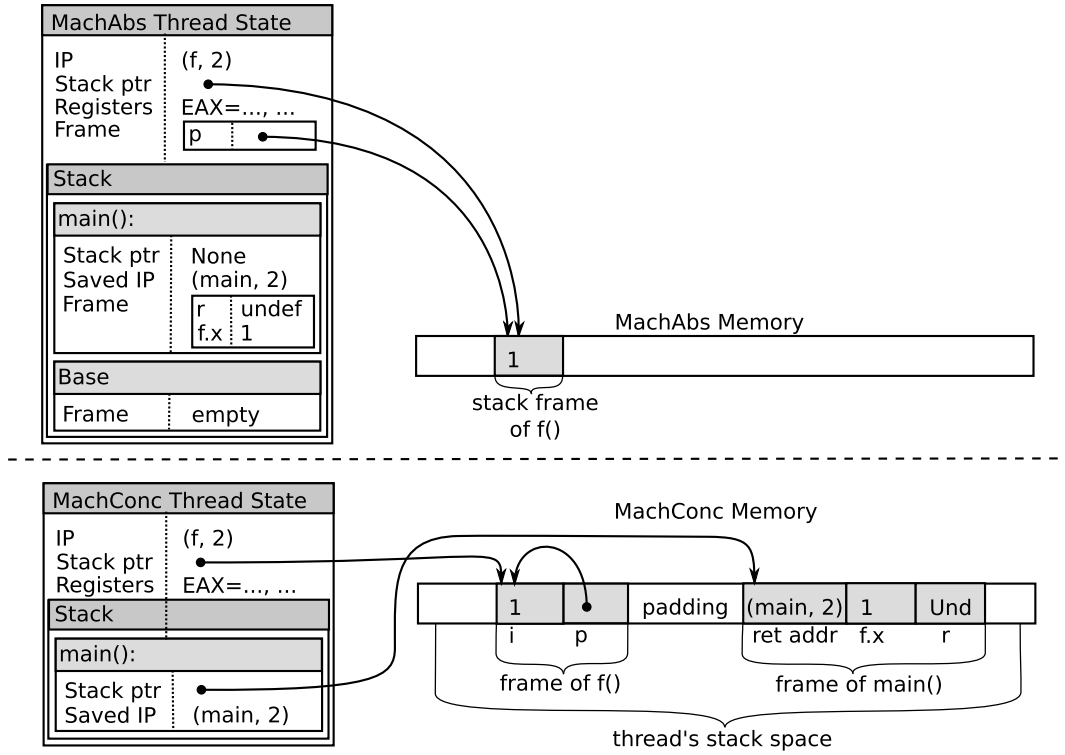 MachAbs Thread State
IP (f, 2)
Stack ptr
Registers EAX=..., ...
Frame p
Stack
main():
Stack ptr None
Saved IP (main, 2)
Frame r undef
f.x 1
Base
Frame empty
MachAbs Memory
1
stack frame
of f()
MachConc Thread State
IP (f, 2)
Stack ptr
Registers EAX=..., ...
Stack
main():
Stack ptr
Saved IP (main, 2)
MachConc Memory
1 padding (main, 2) 1 Und
i p ret addr f.x r
frame of f() frame of main()
thread's stack space